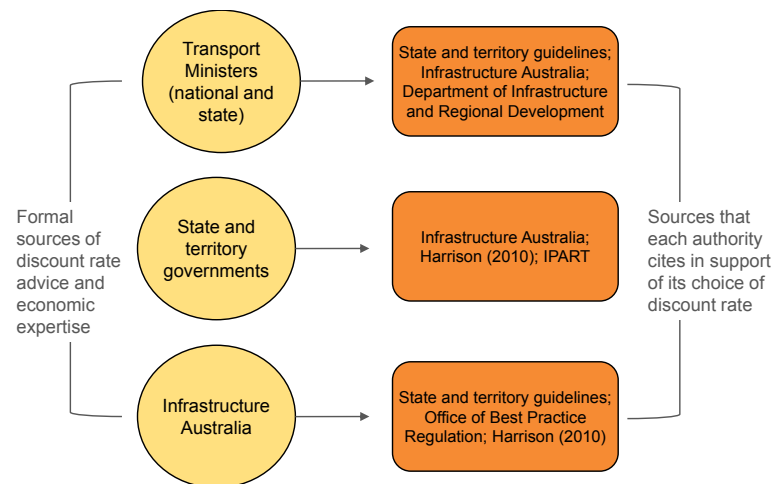 Transport
Ministers
(national and
state)
State and territory guidelines;
Infrastructure Australia;
Department of Infrastructure
and Regional Development
Formal
sources of
discount rate
advice and
economic
expertise
State and
territory
governments
Infrastructure Australia;
Harrison (2010); IPART
Sources that
each authority
cites in support
of its choice of
discount rate
Infrastructure
Australia
State and territory guidelines;
Office of Best Practice
Regulation; Harrison (2010)